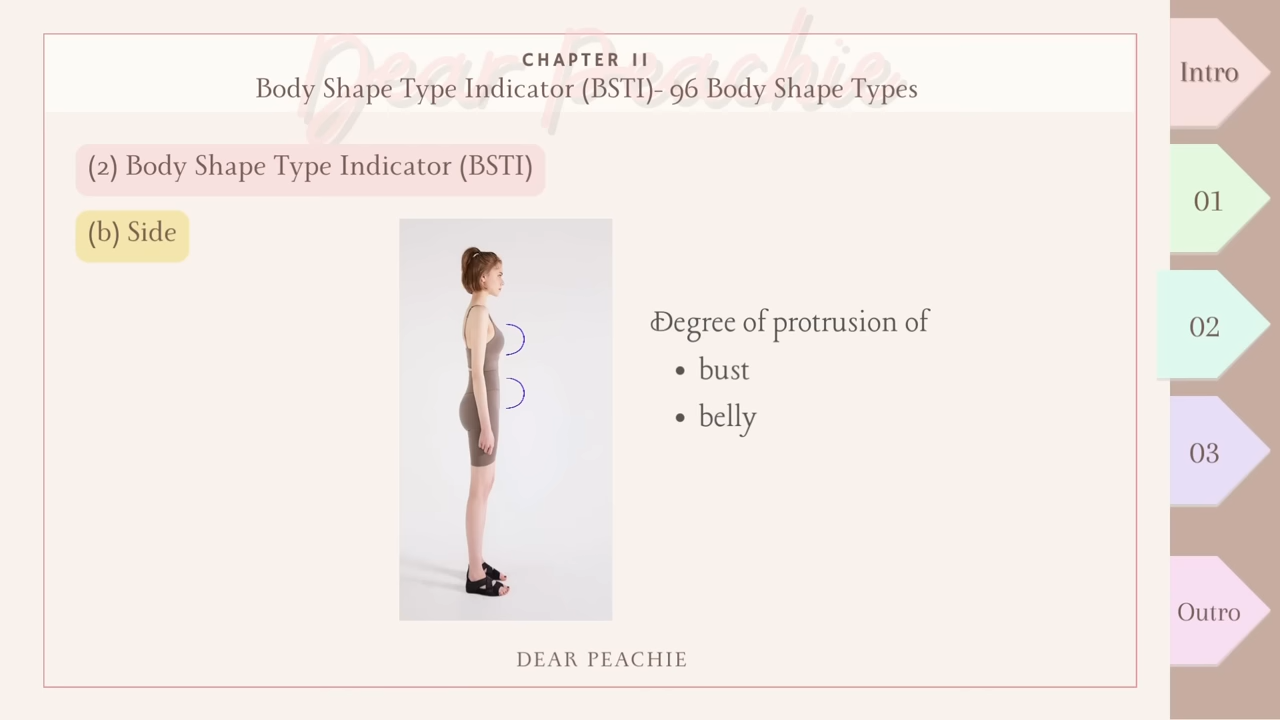 Dear Peachie
CHAPTER II
Body Shape Type Indicator (BSTI)- 96 Body Shape Types
(2) Body Shape Type Indicator (BSTI)
(b) Side
Degree of protrusion of
• bust
• belly
DEAR PEACHIE
Intro
01
02
03
Outro